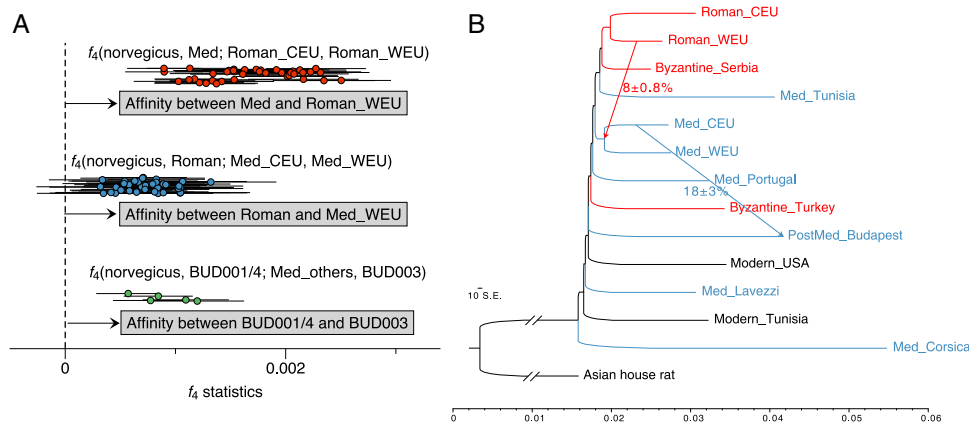 A
f4(norvegicus, Med; Roman_CEU, Roman_WEU)
Affinity between Med and Roman_WEU
f4(norvegicus, Roman; Med_CEU, Med_WEU)
Affinity between Roman and Med_WEU
f4(norvegicus, BUD001/4; Med_others, BUD003)
Affinity between BUD001/4 and BUD003
0
0.002
f4 statistics
B
Roman_CEU
Roman_WEU
Byzantine_Serbia
8±0.8%
Med_Tunisia
Med_CEU
Med_WEU
Med_Portugal
18±3%
Byzantine_Turkey
PostMed_Budapest
Modern_USA
10 S.E.
Med_Lavezzi
Modern_Tunisia
Med_Corsica
Asian house rat
0
0.01
0.02
0.03
0.04
0.05
0.06